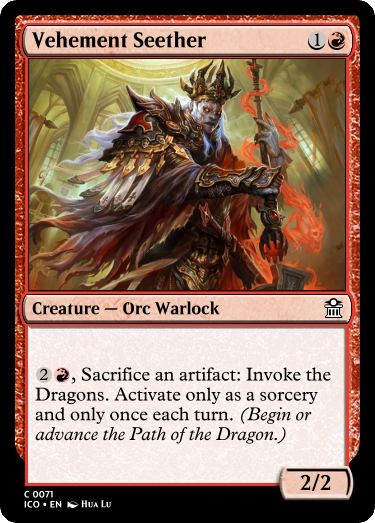 Vehement Seether 1
Creature — Orc Warlock
2 , Sacrifice an artifact: Invoke the
Dragons. Activate only as a sorcery
and only once each turn. (Begin or
advance the Path of the Dragon.)
2/2
C 0071
ICO • EN Hua Lu